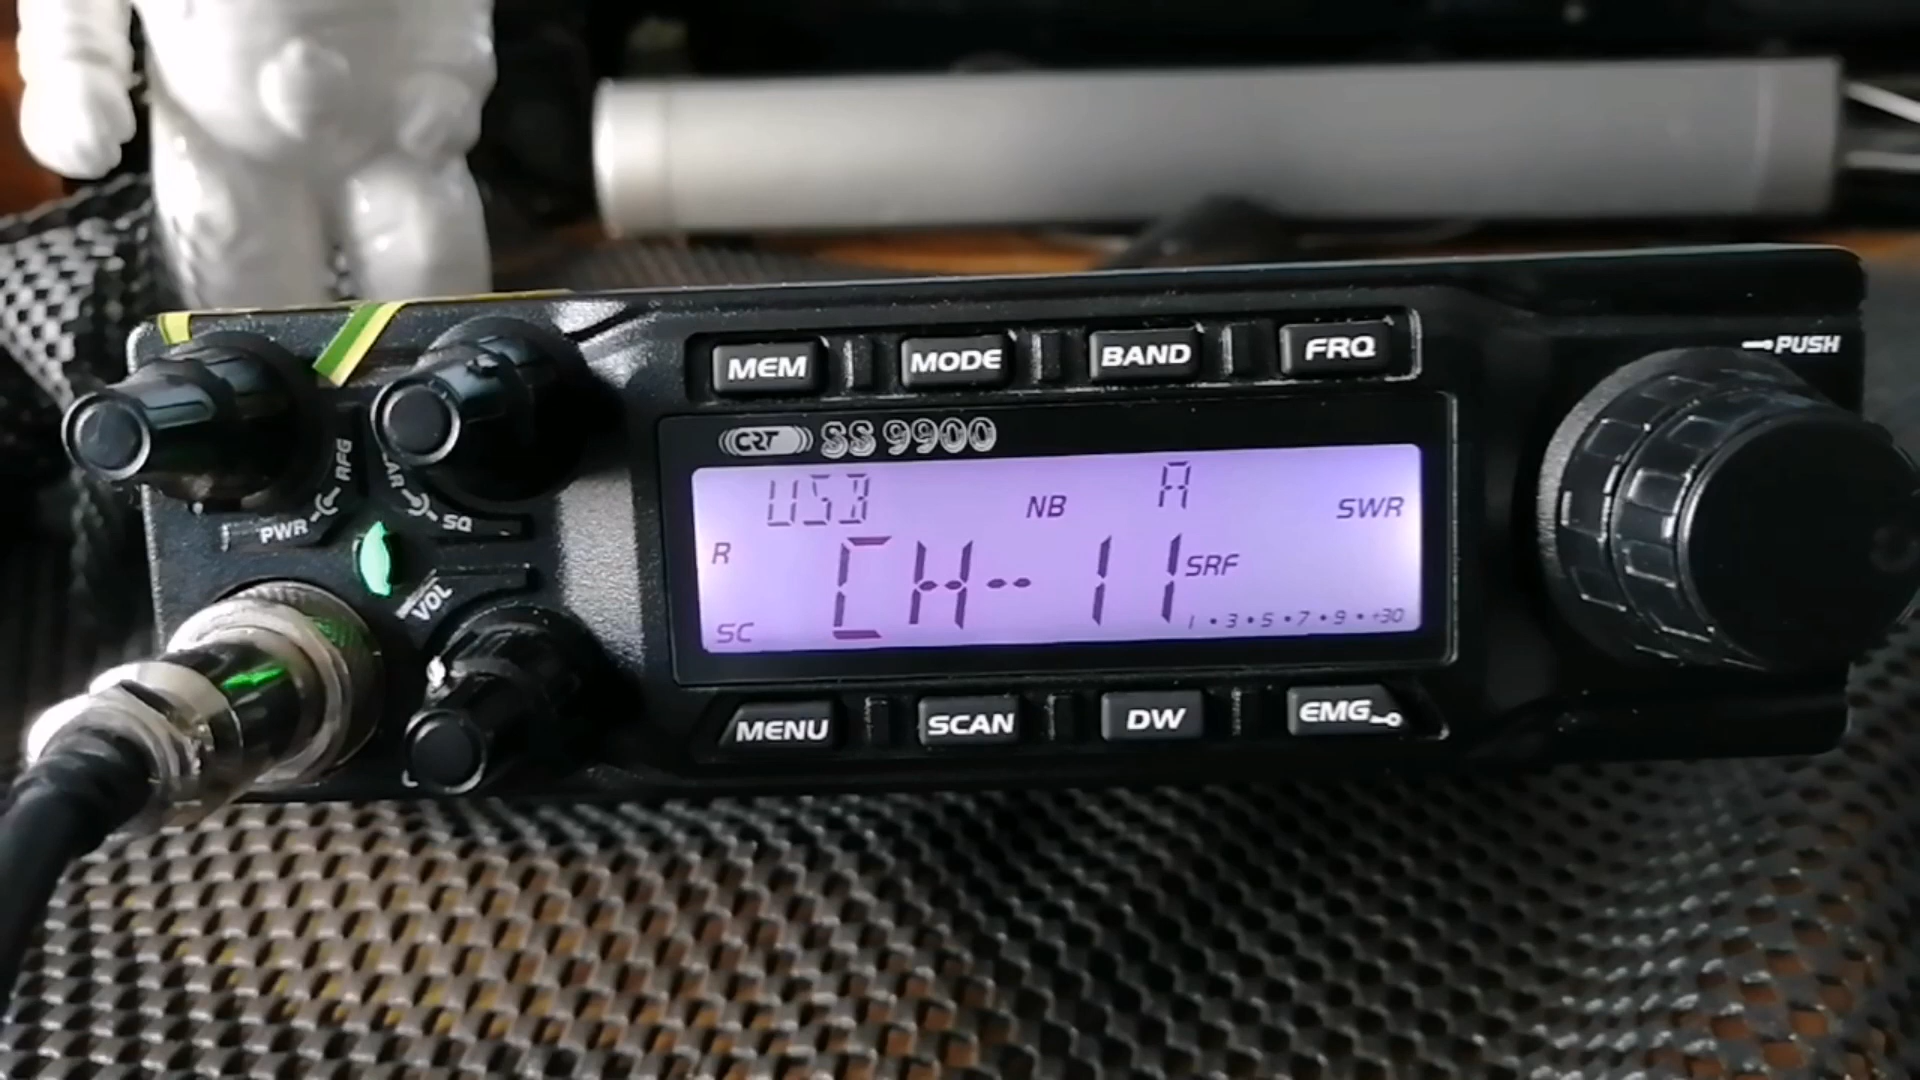 MEM MODE BAND FRQ
PUSH
CRT SS 9900
USB NB A SWR
R CH--11 SRF
SC 1 • 3 • 5 • 7 • 9 • +30
RFG
PWR
SQ
VOL
MENU SCAN DW EMG